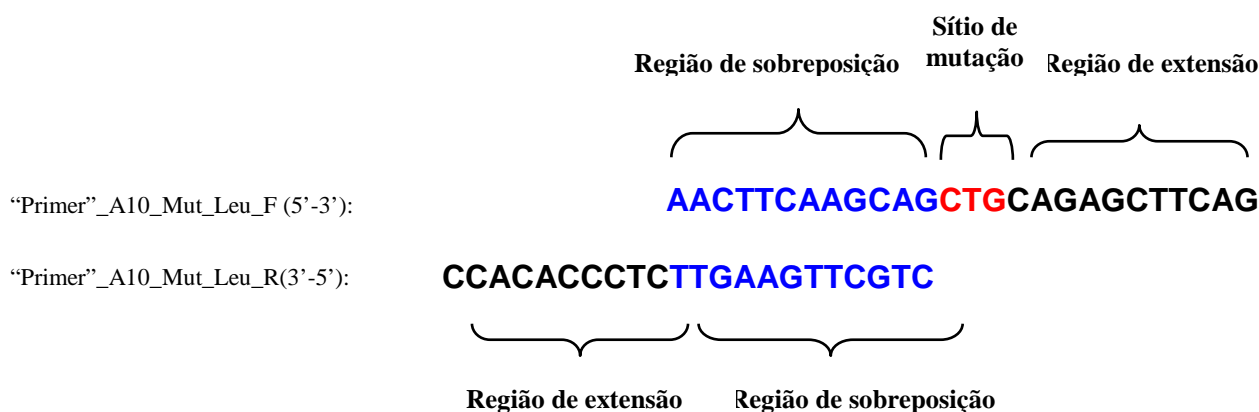 Sítio de
mutação
Região de sobreposição
Região de extensão
“Primer”_A10_Mut_Leu_F (5’-3’):
AACTTCAAGCAGCTGCAGAGCTTCAG
“Primer”_A10_Mut_Leu_R(3’-5’):
CCACACCCTCTTGAAGTTCGTC
Região de extensão
Região de sobreposição